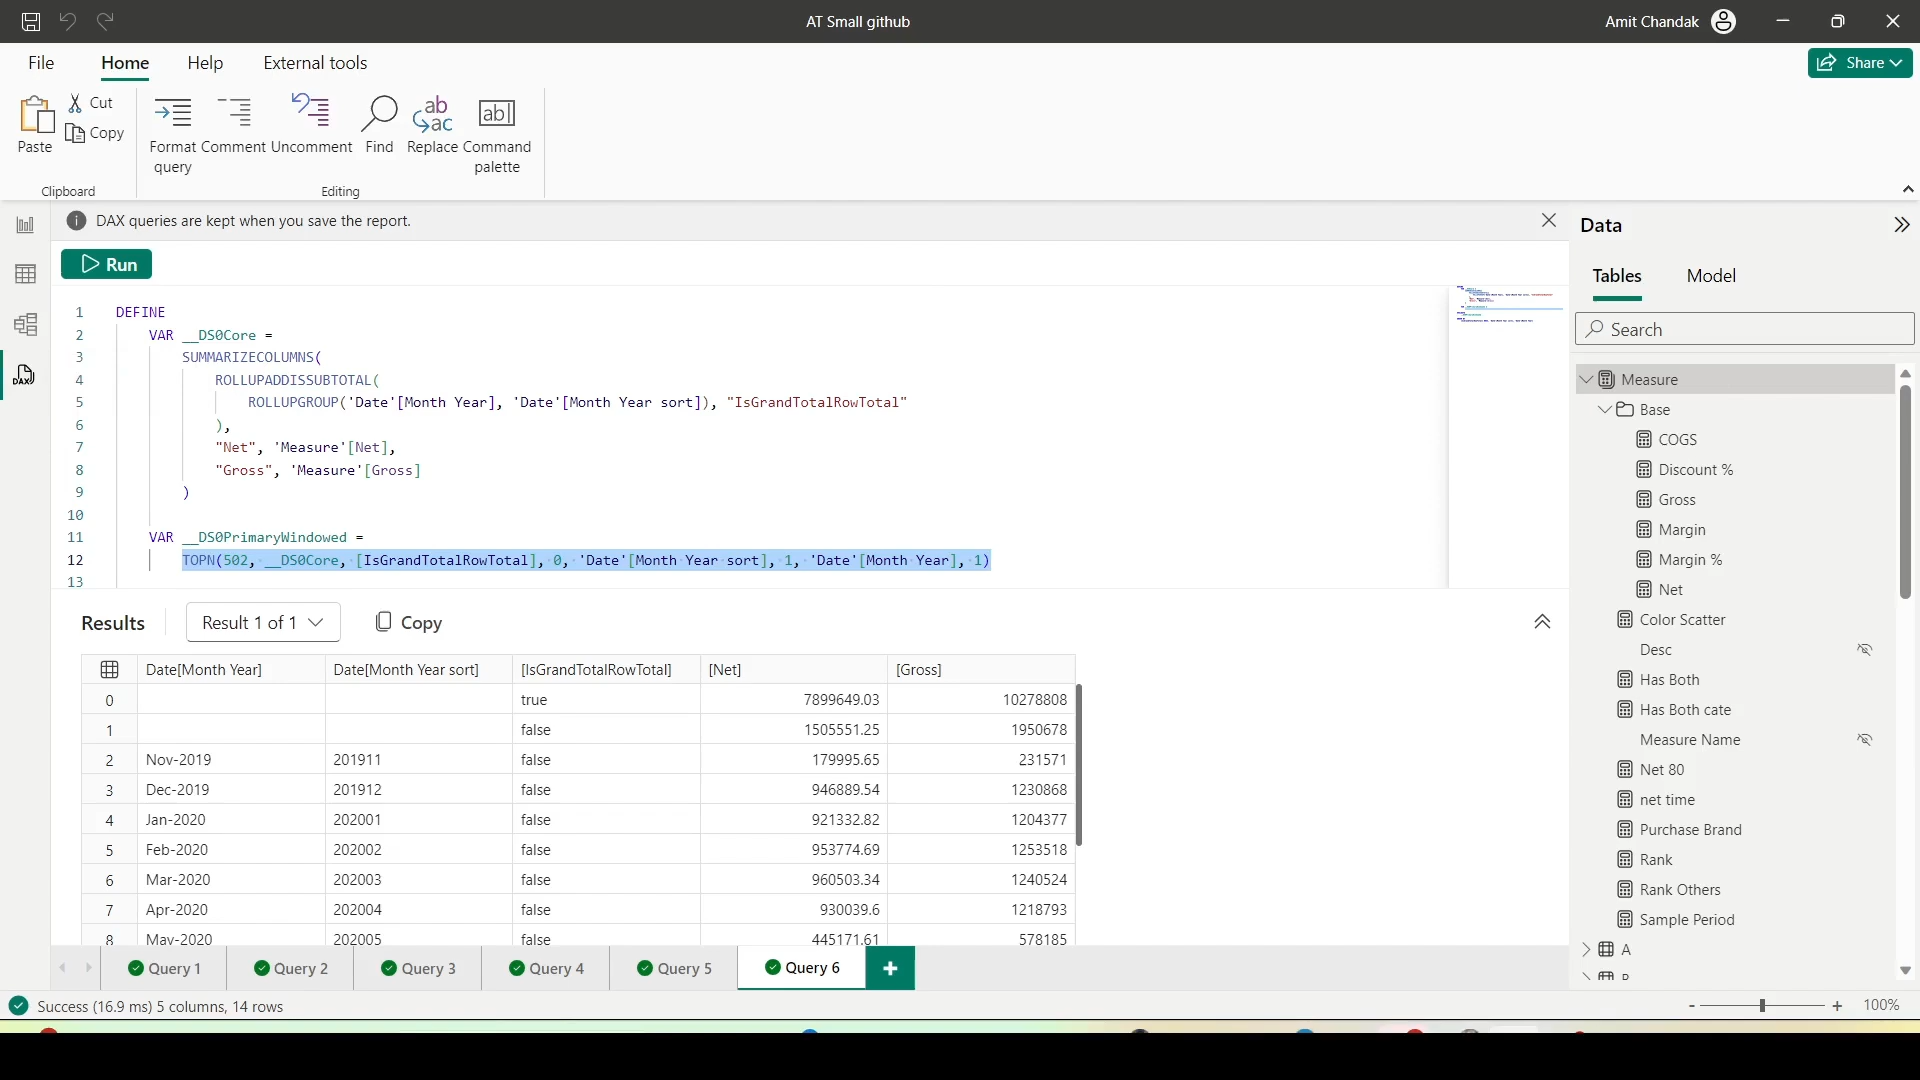 AT Small github
Amit Chandak
File
Home
Help
External tools
Share
Paste
Cut
Copy
Format query
Comment
Uncomment
Find
Replace
Command palette
Clipboard
Editing
DAX queries are kept when you save the report.
Run
1 DEFINE
2 VAR __DS0Core =
3 SUMMARIZECOLUMNS(
4 ROLLUPADDISSUBTOTAL(
5 ROLLUPGROUP('Date'[Month Year], 'Date'[Month Year sort]), "IsGrandTotalRowTotal"
6 ),
7 "Net", 'Measure'[Net],
8 "Gross", 'Measure'[Gross]
9 )
10
11 VAR __DS0PrimaryWindowed =
12 TOPN(502, __DS0Core, [IsGrandTotalRowTotal], 0, 'Date'[Month Year sort], 1, 'Date'[Month Year], 1)
13
Results
Result 1 of 1
Copy
Date[Month Year] Date[Month Year sort] [IsGrandTotalRowTotal] [Net] [Gross]
0 true 7899649.03 10278808
1 false 1505551.25 1950678
2 Nov-2019 201911 false 179995.65 231571
3 Dec-2019 201912 false 946889.54 1230868
4 Jan-2020 202001 false 921332.82 1204377
5 Feb-2020 202002 false 953774.69 1253518
6 Mar-2020 202003 false 960503.34 1240524
7 Apr-2020 202004 false 930039.6 1218793
8 May-2020 202005 false 445171.61 578185
Query 1
Query 2
Query 3
Query 4
Query 5
Query 6
Success (16.9 ms) 5 columns, 14 rows
100%
Data
Tables
Model
Search
Measure
Base
COGS
Discount %
Gross
Margin
Margin %
Net
Color Scatter
Desc
Has Both
Has Both cate
Measure Name
Net 80
net time
Purchase Brand
Rank
Rank Others
Sample Period
A